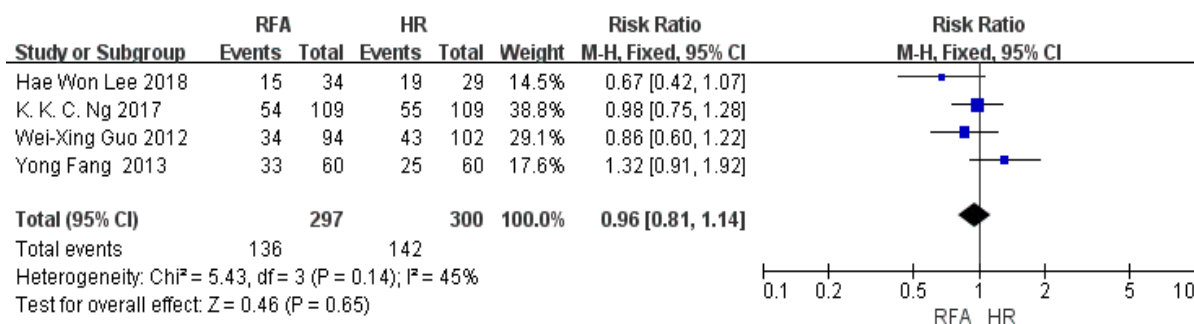 RFA HR Risk Ratio Risk Ratio
Study or Subgroup Events Total Events Total Weight M-H, Fixed, 95% CI M-H, Fixed, 95% CI
Hae Won Lee 2018 15 34 19 29 14.5% 0.67 [0.42, 1.07]
K. K. C. Ng 2017 54 109 55 109 38.8% 0.98 [0.75, 1.28]
Wei-Xing Guo 2012 34 94 43 102 29.1% 0.86 [0.60, 1.22]
Yong Fang 2013 33 60 25 60 17.6% 1.32 [0.91, 1.92]
Total (95% CI) 297 300 100.0% 0.96 [0.81, 1.14]
Total events 136 142
Heterogeneity: Chi² = 5.43, df = 3 (P = 0.14); I² = 45%
Test for overall effect: Z = 0.46 (P = 0.65)
0.1 0.2 0.5 1 2 5 10
RFA HR